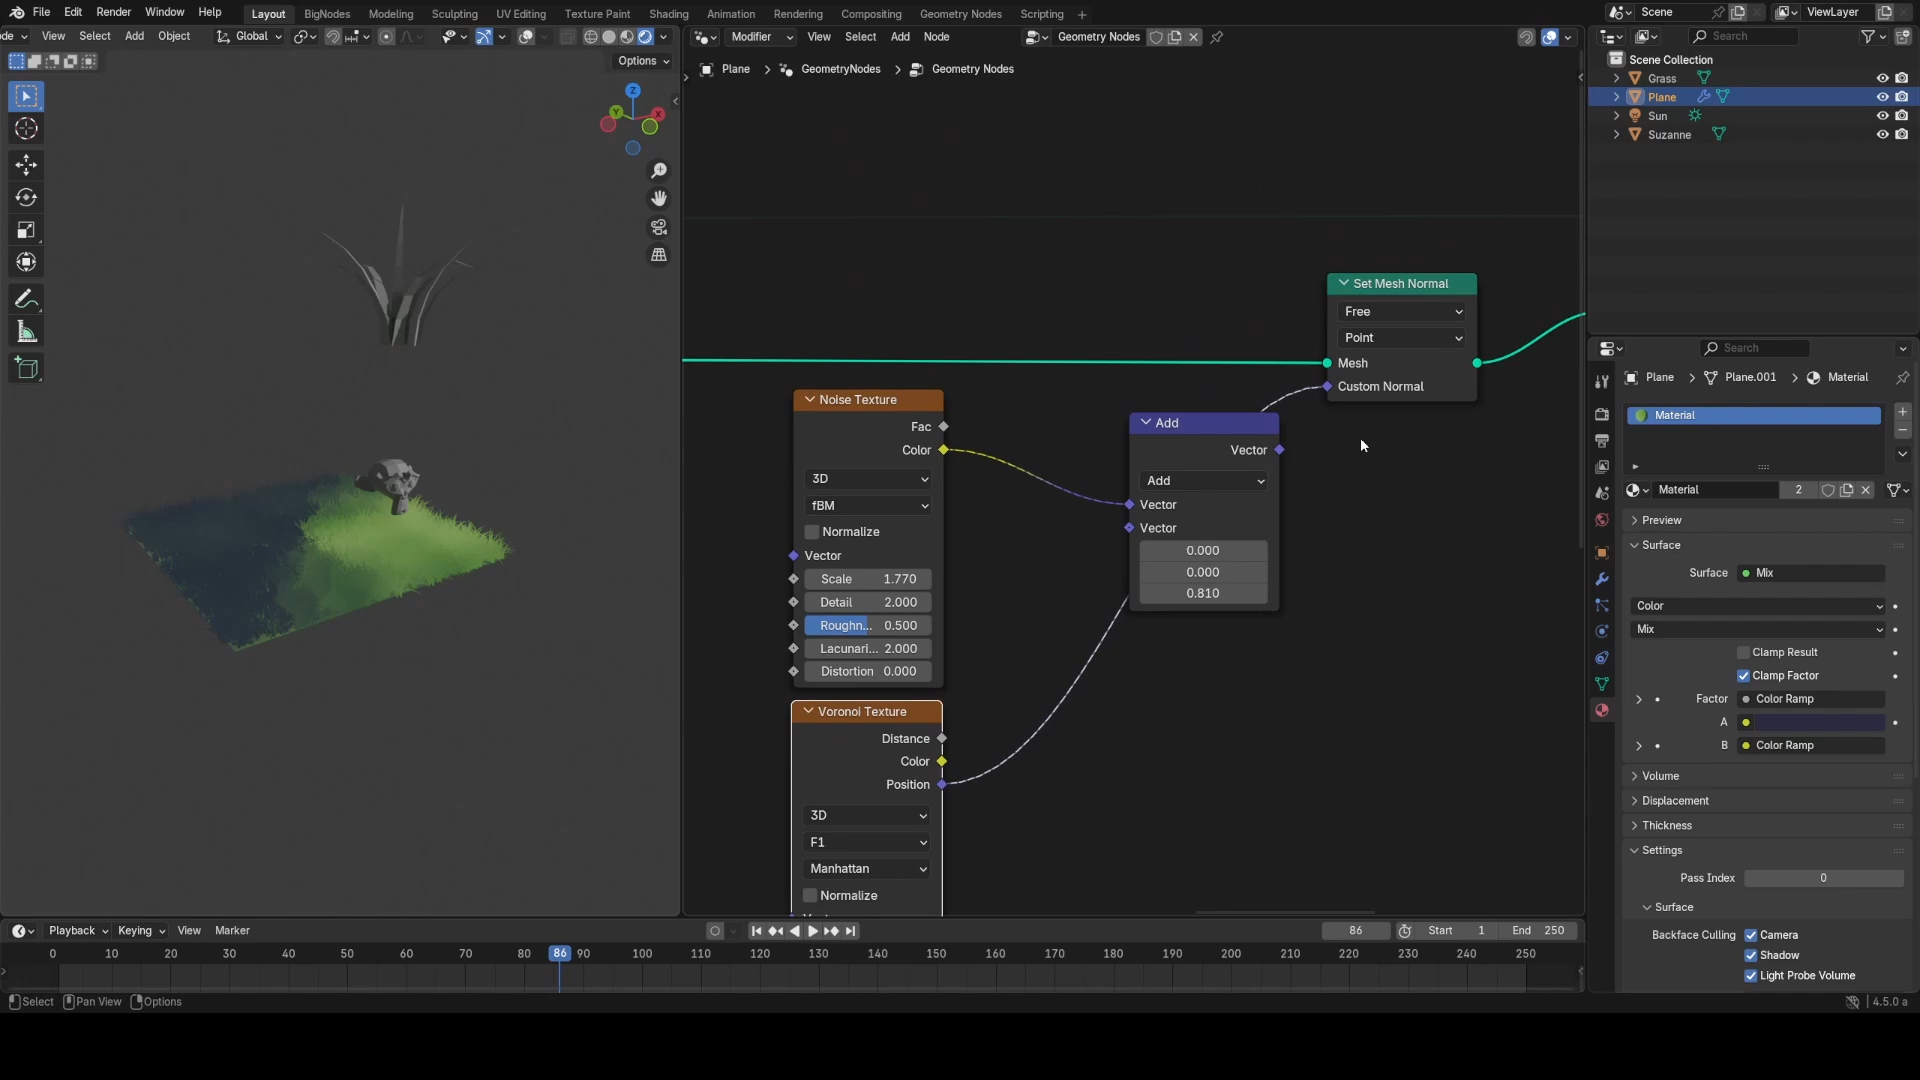 File Edit Render Window Help Layout BigNodes Modeling Sculpting UV Editing Texture Paint Shading Animation Rendering Compositing Geometry Nodes Scripting + Scene ViewLayer
de View Select Add Object Global Modifier View Select Add Node Geometry Nodes Search
Options
Plane > GeometryNodes > Geometry Nodes
Z
Y
X
Scene Collection
Grass
Plane
Sun
Suzanne
Set Mesh Normal
Free
Point
Mesh
Custom Normal
Noise Texture
Fac
Color
3D
fBM
Normalize
Vector
Scale 1.770
Detail 2.000
Roughn... 0.500
Lacunari... 2.000
Distortion 0.000
Add
Vector
Add
Vector
Vector
0.000
0.000
0.810
Voronoi Texture
Distance
Color
Position
3D
F1
Manhattan
Normalize
Search
Plane > Plane.001 > Material
Material
Material 2
Preview
Surface
Surface Mix
Color
Mix
Clamp Result
Clamp Factor
Factor Color Ramp
A
B Color Ramp
Volume
Displacement
Thickness
Settings
Pass Index 0
Surface
Backface Culling Camera
Shadow
Light Probe Volume
Playback Keying View Marker 86 Start 1 End 250
0 10 20 30 40 50 60 70 80 86 90 100 110 120 130 140 150 160 170 180 190 200 210 220 230 240 250
Select Pan View Options 4.5.0 a